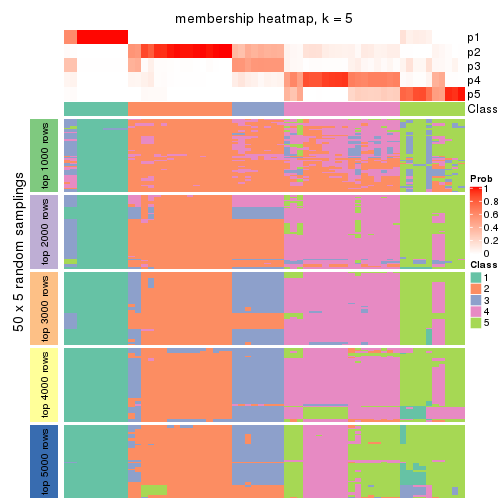 membership heatmap, k = 5
p1
p2
p3
p4
p5
Class
50 x 5 random samplings
top 1000 rows
top 2000 rows
top 3000 rows
top 4000 rows
top 5000 rows
Prob
1
0.8
0.6
0.4
0.2
0
Class
1
2
3
4
5